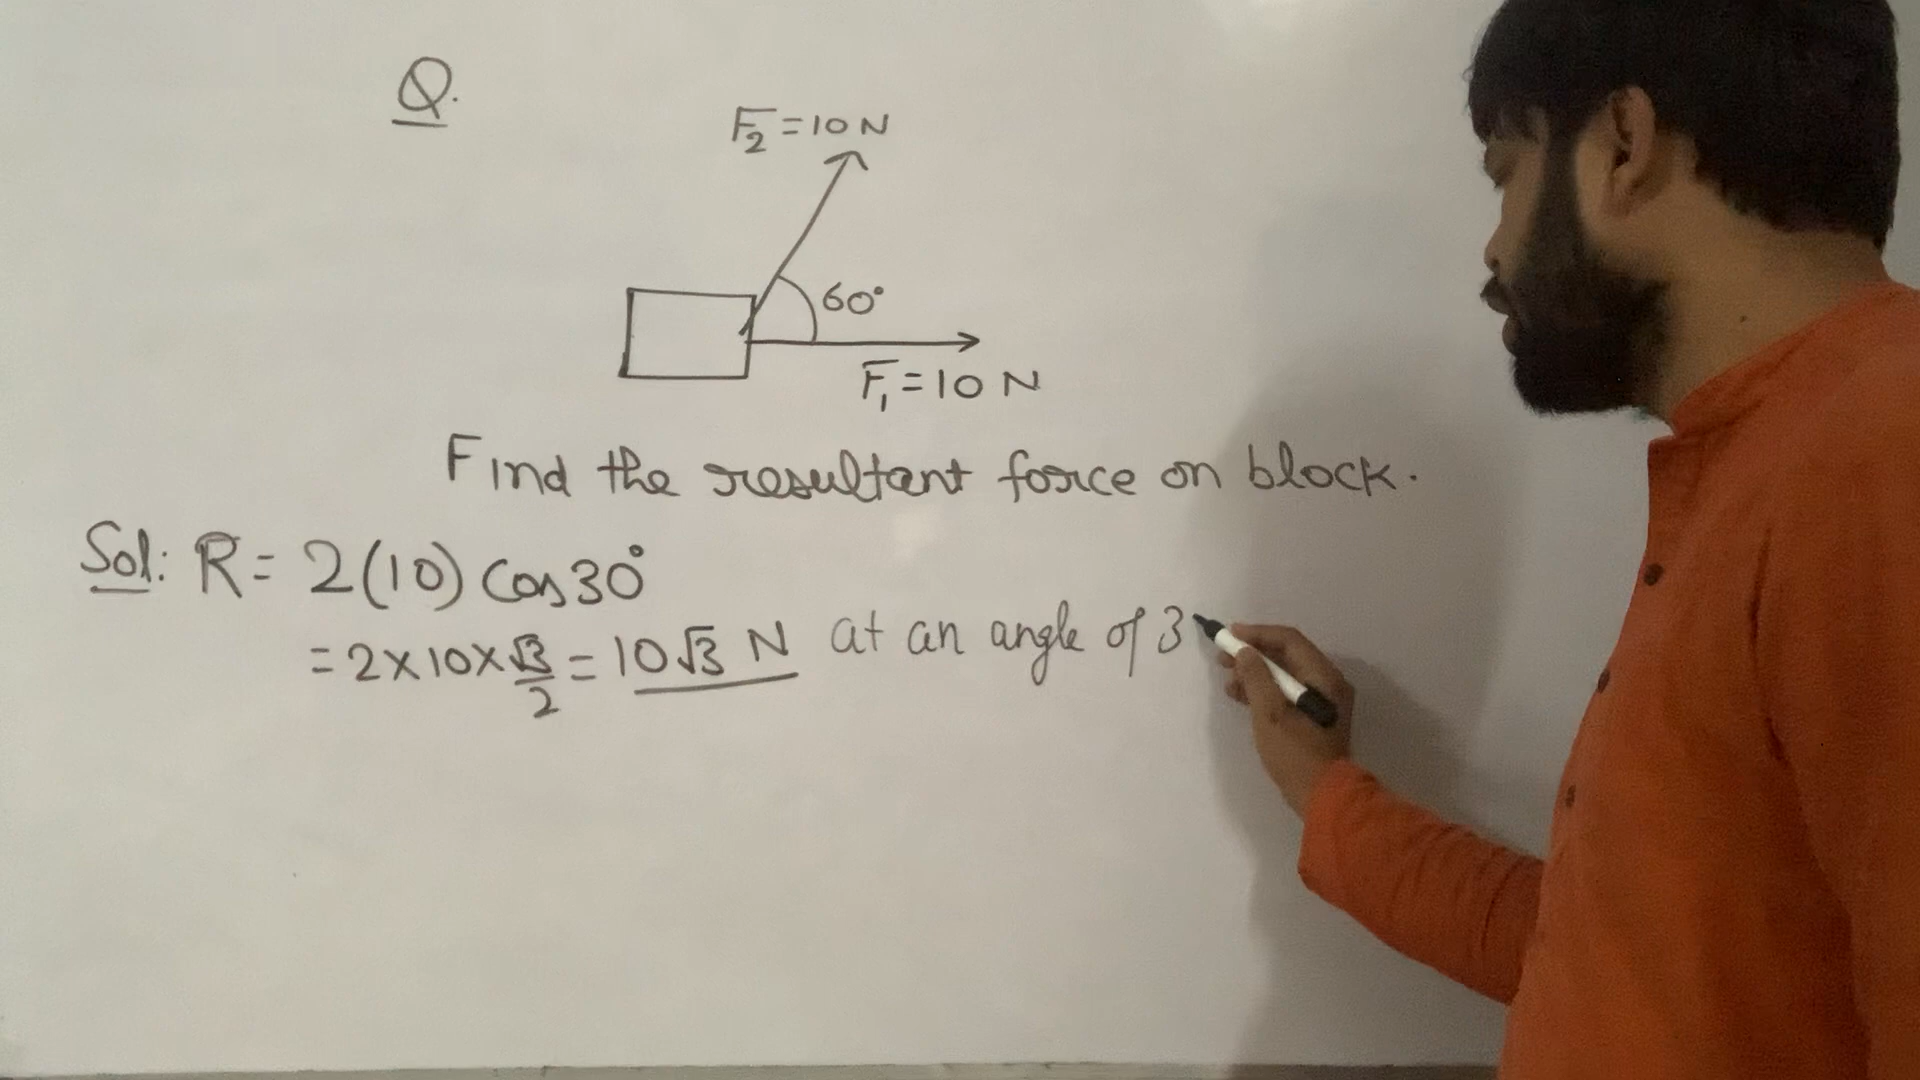 Q.
F₂ = 10 N
60°
F₁ = 10 N
Find the resultant force on block.
Sol: R = 2(10) Cos 30°
= 2 × 10 × √3/2 = 10√3 N at an angle of 3